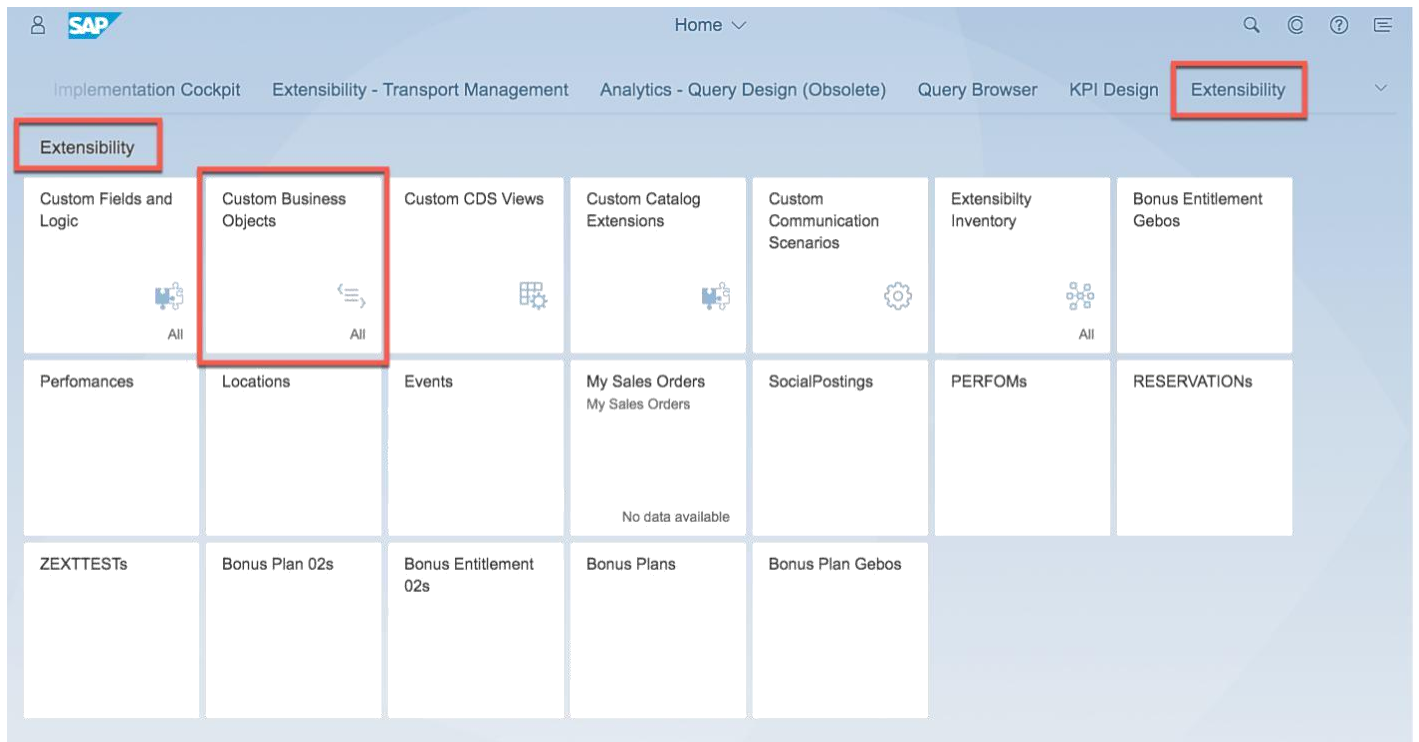 SAP
Home
Implementation Cockpit
Extensibility - Transport Management
Analytics - Query Design (Obsolete)
Query Browser
KPI Design
Extensibility
Extensibility
Custom Fields and
Logic
All
Custom Business
Objects
All
Custom CDS Views
Custom Catalog
Extensions
Custom
Communication
Scenarios
Extensibilty
Inventory
All
Bonus Entitlement
Gebos
Perfomances
Locations
Events
My Sales Orders
My Sales Orders
No data available
SocialPostings
PERFOMs
RESERVATIONs
ZEXTTESTs
Bonus Plan 02s
Bonus Entitlement
02s
Bonus Plans
Bonus Plan Gebos